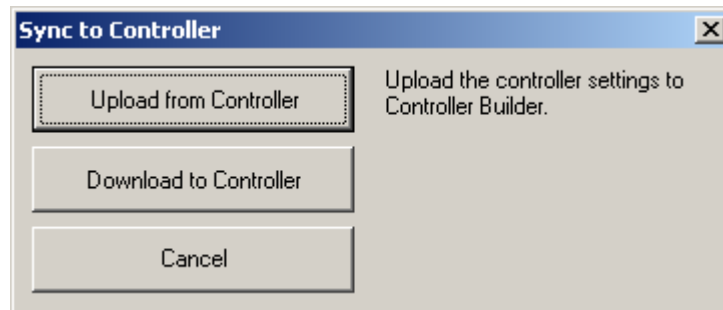 Sync to Controller
Upload from Controller
Upload the controller settings to
Controller Builder.
Download to Controller
Cancel